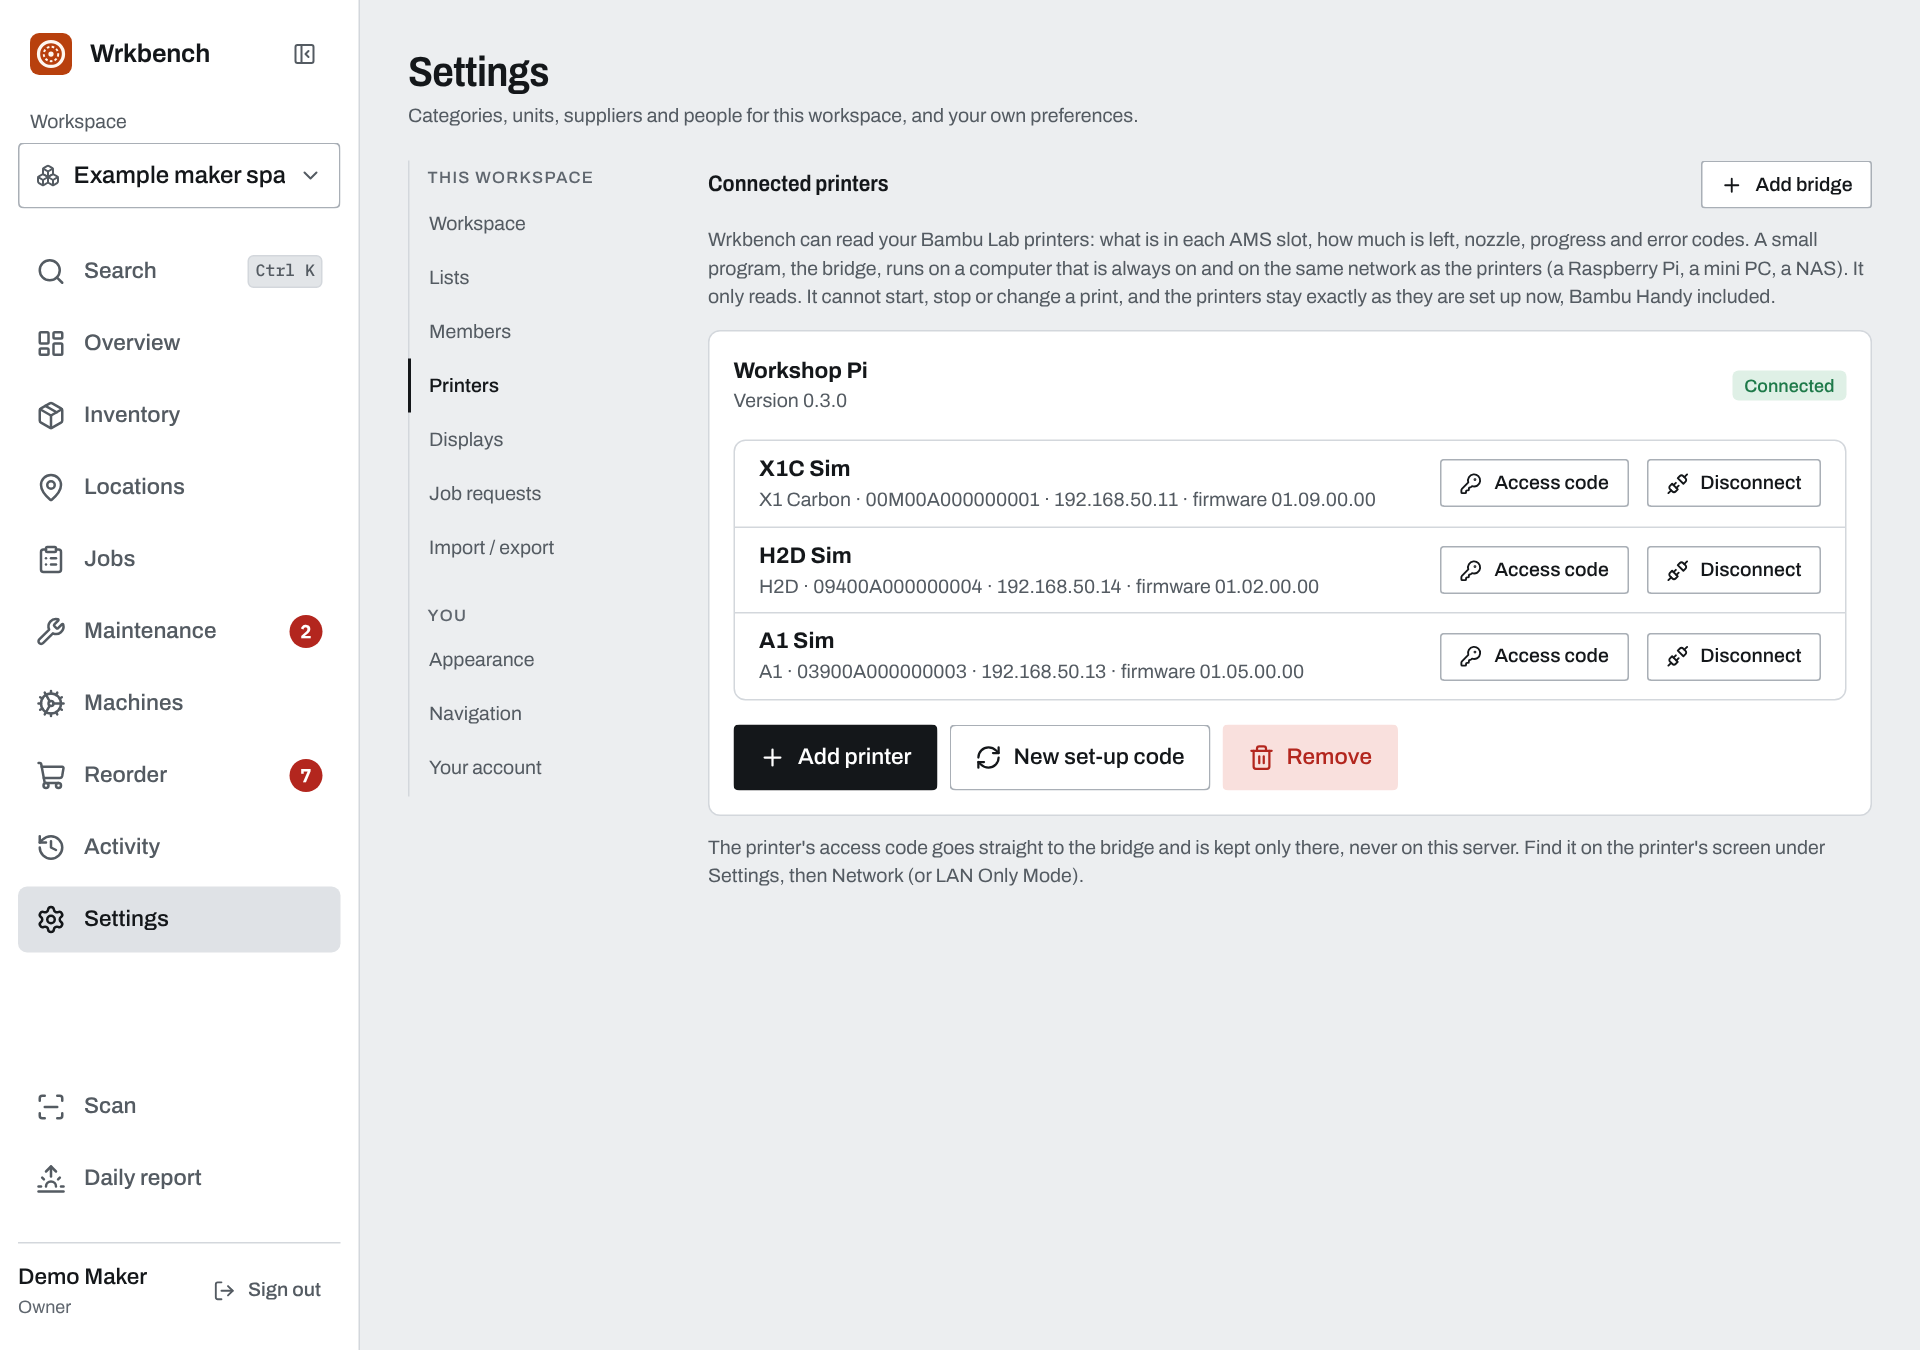 Wrkbench
Workspace
Example maker spa
Search
Ctrl K
Overview
Inventory
Locations
Jobs
Maintenance
2
Machines
Reorder
7
Activity
Settings
Scan
Daily report
Demo Maker
Owner
Sign out
Settings
Categories, units, suppliers and people for this workspace, and your own preferences.
THIS WORKSPACE
Workspace
Lists
Members
Printers
Displays
Job requests
Import / export
YOU
Appearance
Navigation
Your account
Connected printers
Add bridge
Wrkbench can read your Bambu Lab printers: what is in each AMS slot, how much is left, nozzle, progress and error codes. A small
program, the bridge, runs on a computer that is always on and on the same network as the printers (a Raspberry Pi, a mini PC, a NAS). It
only reads. It cannot start, stop or change a print, and the printers stay exactly as they are set up now, Bambu Handy included.
Workshop Pi
Version 0.3.0
Connected
X1C Sim
X1 Carbon · 00M00A000000001 · 192.168.50.11 · firmware 01.09.00.00
Access code
Disconnect
H2D Sim
H2D · 09400A000000004 · 192.168.50.14 · firmware 01.02.00.00
Access code
Disconnect
A1 Sim
A1 · 03900A000000003 · 192.168.50.13 · firmware 01.05.00.00
Access code
Disconnect
Add printer
New set-up code
Remove
The printer's access code goes straight to the bridge and is kept only there, never on this server. Find it on the printer's screen under
Settings, then Network (or LAN Only Mode).